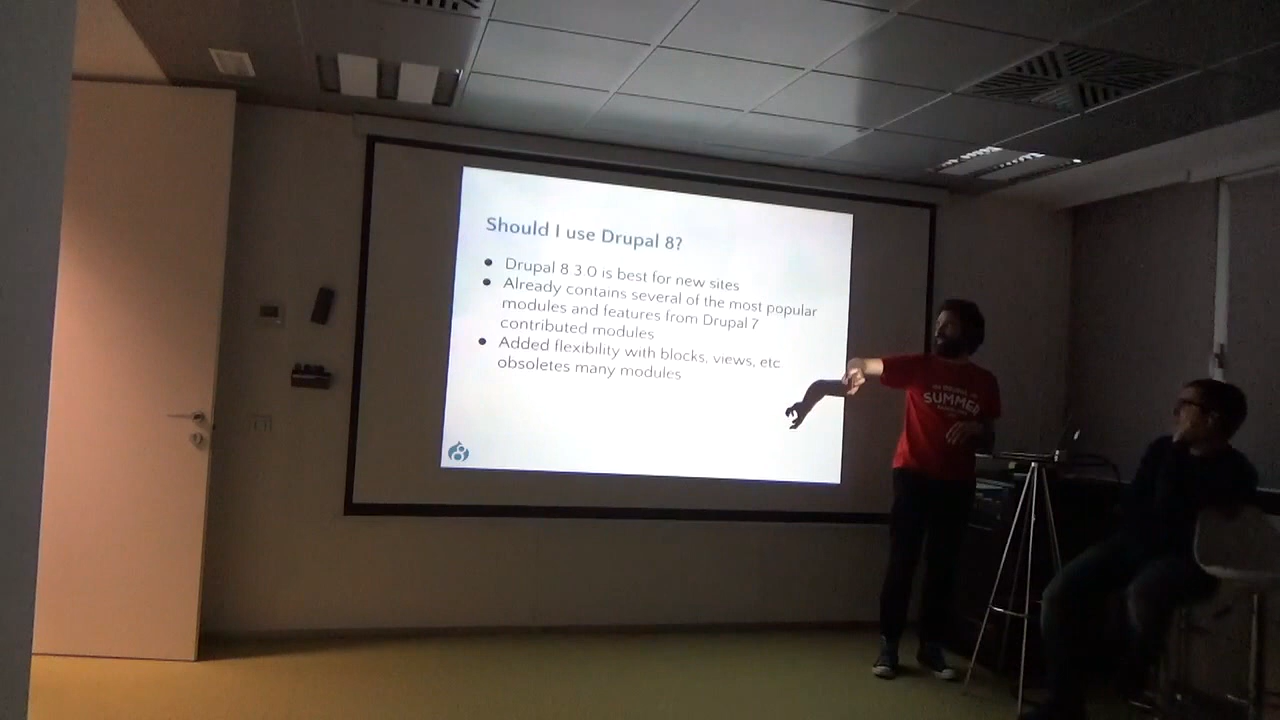 Should I use Drupal 8?
Drupal 8 3.0 is best for new sites
Already contains several of the most popular
modules and features from Drupal 7
contributed modules
Added flexibility with blocks, views, etc
obsoletes many modules
SUMMER